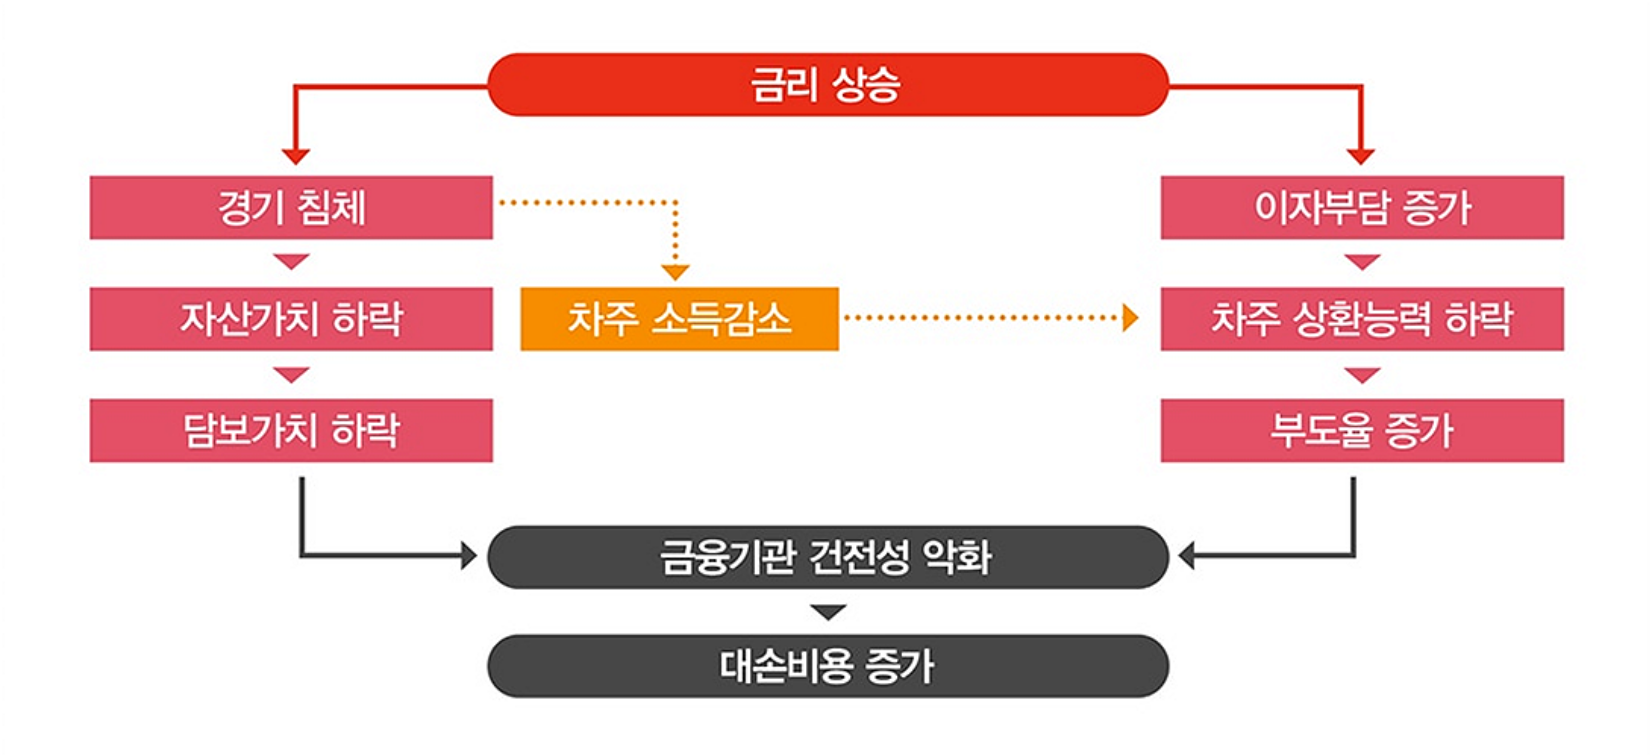 금리 상승
경기 침체
이자부담 증가
자산가치 하락
차주 소득감소
차주 상환능력 하락
담보가치 하락
부도율 증가
금융기관 건전성 악화
대손비용 증가